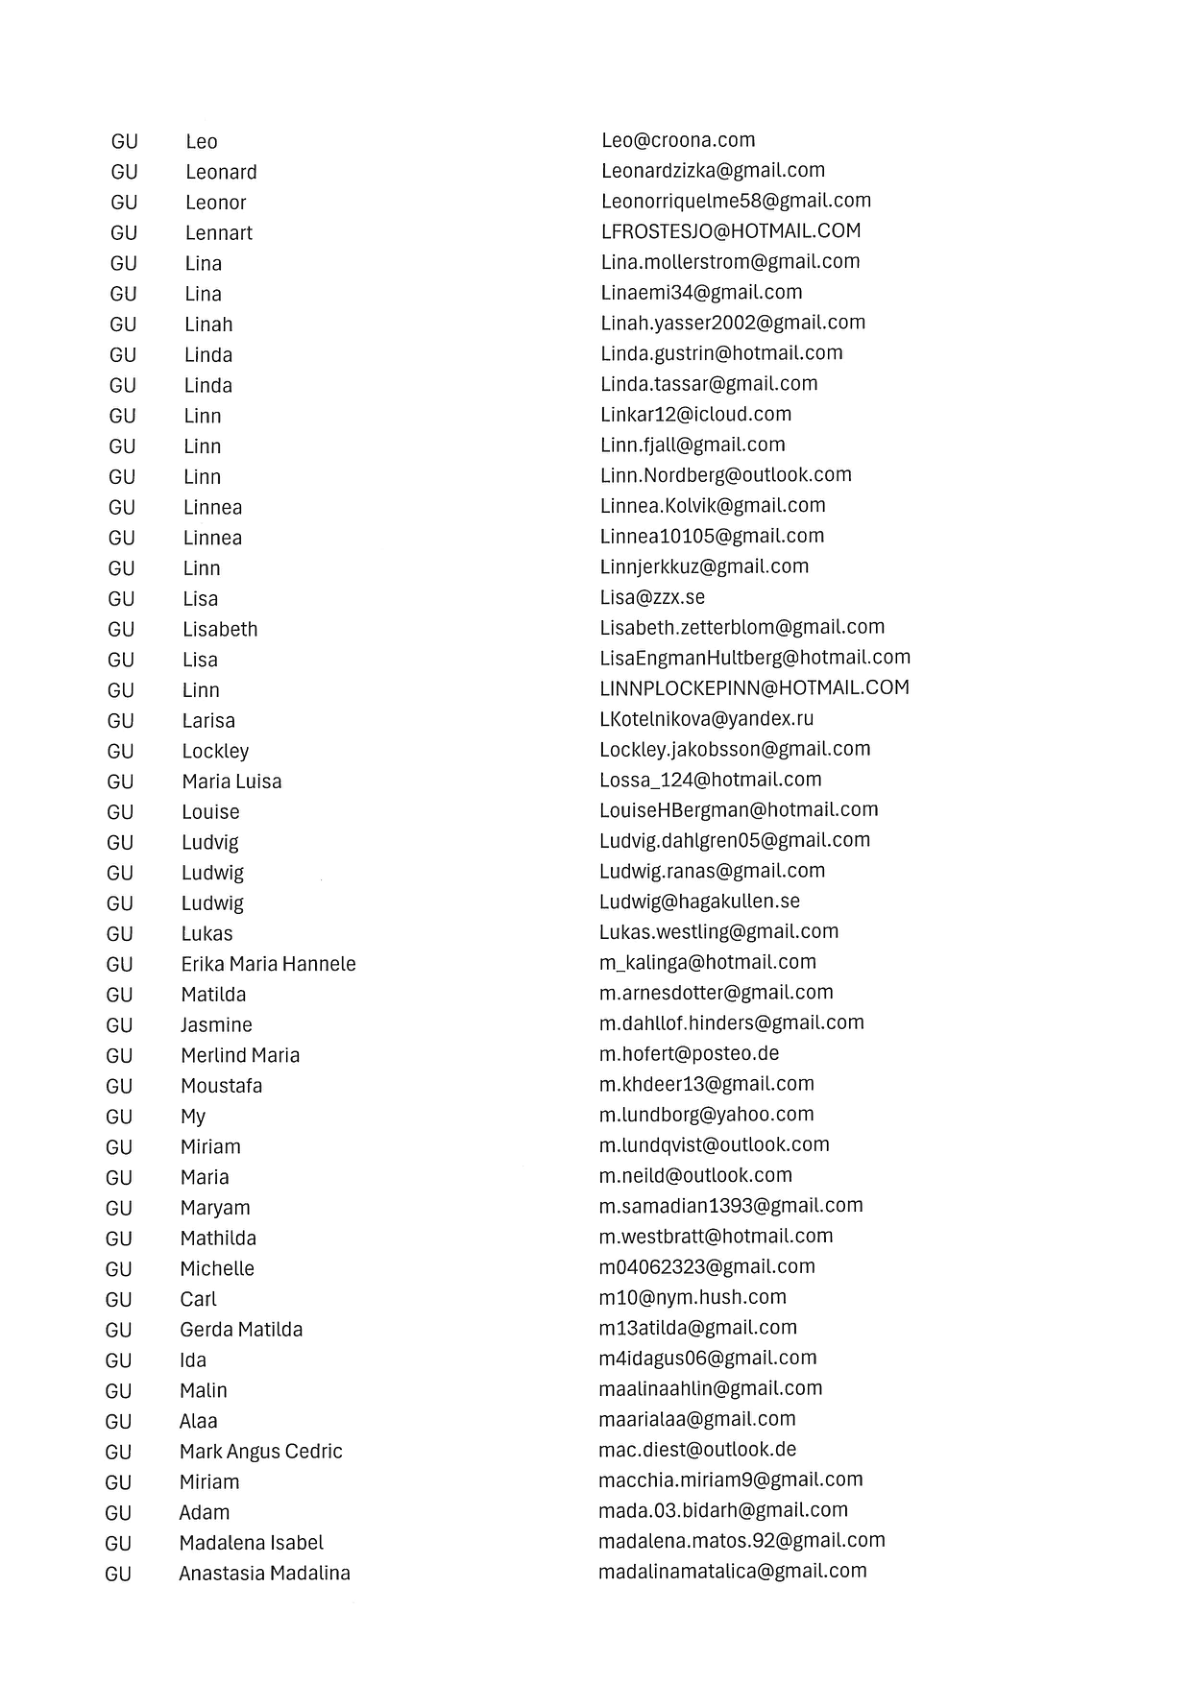 GU Leo Leo@croona.com
GU Leonard Leonardzizka@gmail.com
GU Leonor Leonorriquelme58@gmail.com
GU Lennart LFROSTESJO@HOTMAIL.COM
GU Lina Lina.mollerstrom@gmail.com
GU Lina Linaemi34@gmail.com
GU Linah Linah.yasser2002@gmail.com
GU Linda Linda.gustrin@hotmail.com
GU Linda Linda.tassar@gmail.com
GU Linn Linkar12@icloud.com
GU Linn Linn.fjall@gmail.com
GU Linn Linn.Nordberg@outlook.com
GU Linnea Linnea.Kolvik@gmail.com
GU Linnea Linnea10105@gmail.com
GU Linn Linnjerkkuz@gmail.com
GU Lisa Lisa@zzx.se
GU Lisabeth Lisabeth.zetterblom@gmail.com
GU Lisa LisaEngmanHultberg@hotmail.com
GU Linn LINNPLOCKEPINN@HOTMAIL.COM
GU Larisa LKotelnikova@yandex.ru
GU Lockley Lockley.jakobsson@gmail.com
GU Maria Luisa Lossa_124@hotmail.com
GU Louise LouiseHBergman@hotmail.com
GU Ludvig Ludvig.dahlgren05@gmail.com
GU Ludwig Ludwig.ranas@gmail.com
GU Ludwig Ludwig@hagakullen.se
GU Lukas Lukas.westling@gmail.com
GU Erika Maria Hannele m_kalinga@hotmail.com
GU Matilda m.arnesdotter@gmail.com
GU Jasmine m.dahllof.hinders@gmail.com
GU Merlind Maria m.hofert@posteo.de
GU Moustafa m.khdeer13@gmail.com
GU My m.lundborg@yahoo.com
GU Miriam m.lundqvist@outlook.com
GU Maria m.neild@outlook.com
GU Maryam m.samadian1393@gmail.com
GU Mathilda m.westbratt@hotmail.com
GU Michelle m04062323@gmail.com
GU Carl m10@nym.hush.com
GU Gerda Matilda m13atilda@gmail.com
GU Ida m4idagus06@gmail.com
GU Malin maalinaahlin@gmail.com
GU Alaa maarialaa@gmail.com
GU Mark Angus Cedric mac.diest@outlook.de
GU Miriam macchia.miriam9@gmail.com
GU Adam mada.03.bidarh@gmail.com
GU Madalena Isabel madalena.matos.92@gmail.com
GU Anastasia Madalina madalinamatalica@gmail.com